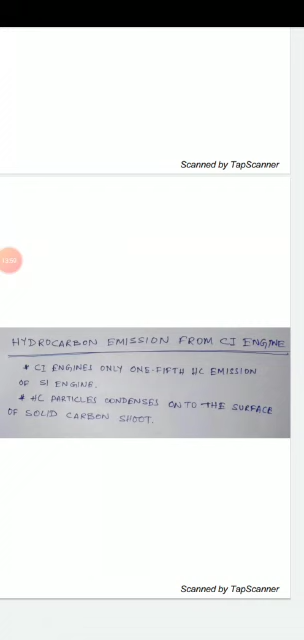 Scanned by TapScanner
HYDROCARBON EMISSION FROM CI ENGINE
* CI ENGINES ONLY ONE-FIFTH HC EMISSION
OF SI ENGINE.
* HC PARTICLES CONDENSES ONTO THE SURFACE
OF SOLID CARBON SHOOT.
Scanned by TapScanner